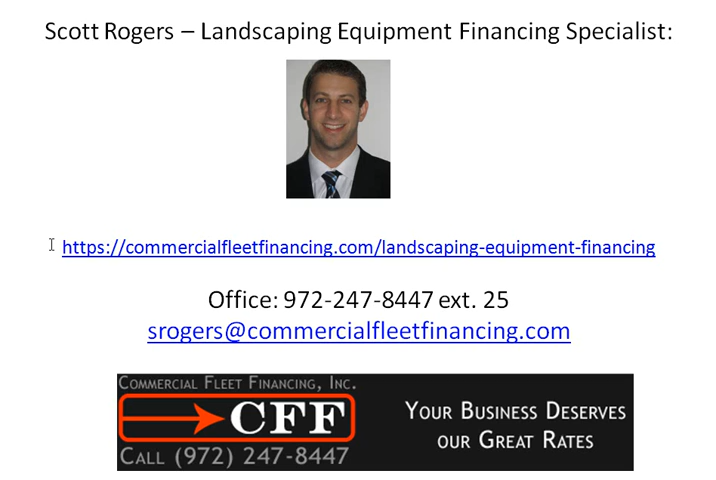 Scott Rogers – Landscaping Equipment Financing Specialist:
https://commercialfleetfinancing.com/landscaping-equipment-financing
Office: 972-247-8447 ext. 25
srogers@commercialfleetfinancing.com
COMMERCIAL FLEET FINANCING, INC.
CFF
CALL (972) 247-8447
YOUR BUSINESS DESERVES
OUR GREAT RATES